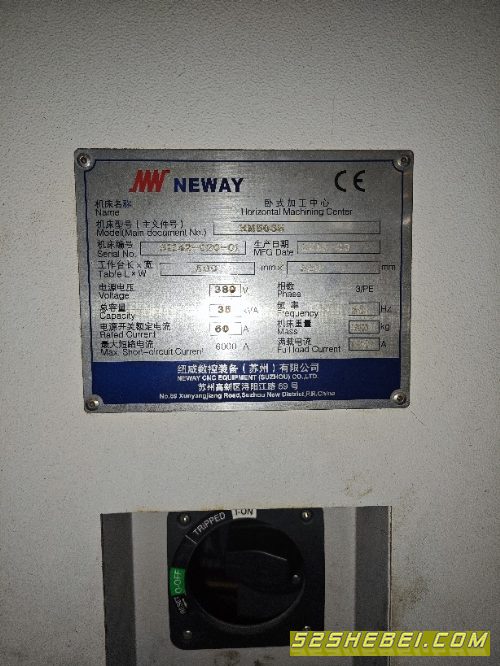 NEWAY CE
机床名称 卧式加工中心
Name Horizontal Machining Center
机床型号(主文件号)
Model(Main document No.)
机床编号 生产日期
Serial No. MFG Date
工作台长×宽 500 mm×
Table L×W mm
电源电压 380 V 相数 3/PE
Voltage Phase
总容量 35 KVA 频率 Hz
Capacity Frequency
电源开关额定电流 60 A 机床重量 kg
Rated Current Mass
最大短路电流 6000 A 满载电流 A
Max. Short-circuit Current Full load Current
纽威数控装备(苏州)有限公司
NEWAY CNC EQUIPMENT (SUZHOU) CO.,LTD.
苏州高新区浔阳江路69号
No.69 Xunyangjiang Road,Suzhou New District,P.R.China
I-ON
TRIPPED
O-OFF
RESET
52SHEBEI.COM